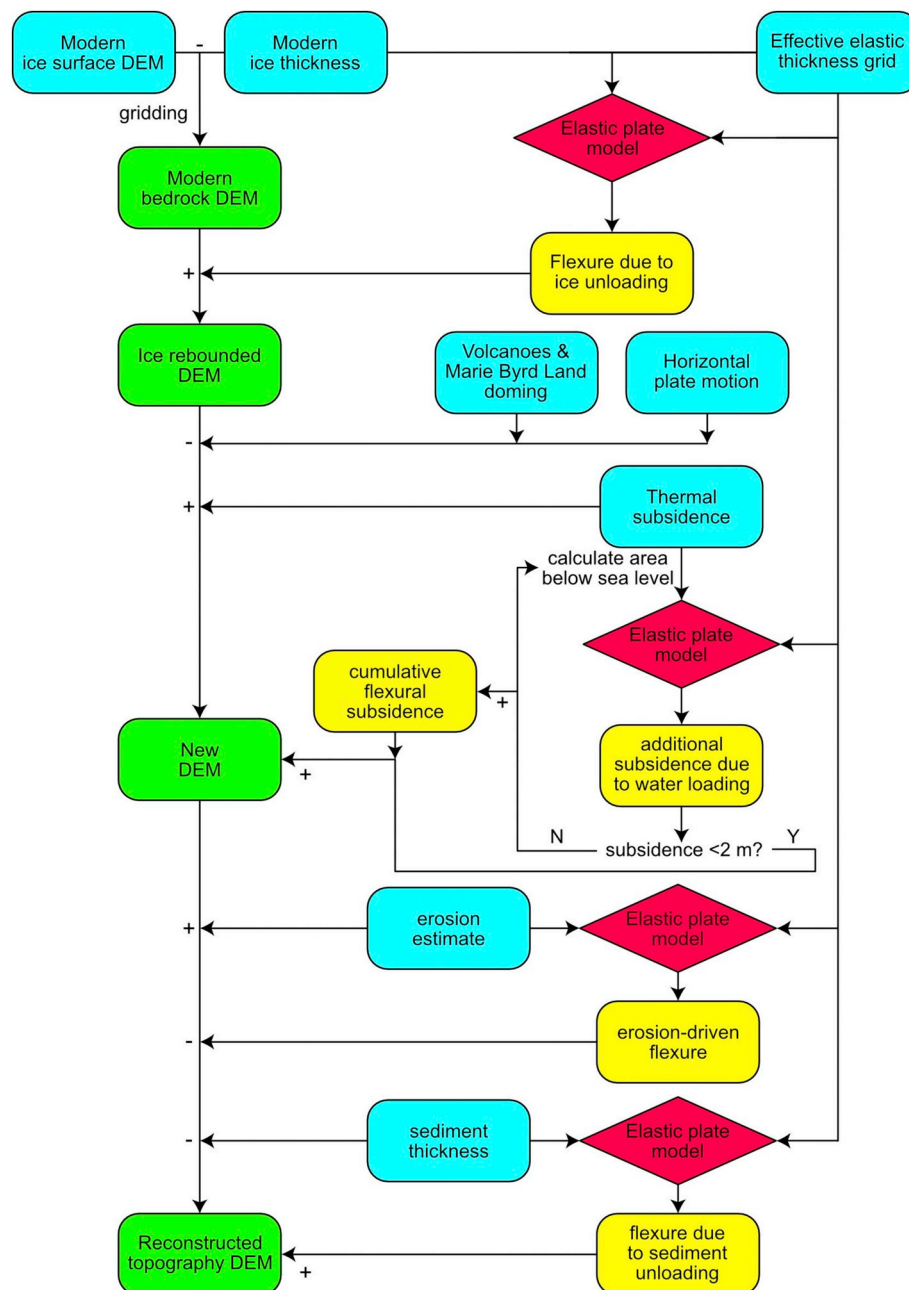 Modern
ice surface DEM
-
Modern
ice thickness
Effective elastic
thickness grid
gridding
Elastic plate
model
Modern
bedrock DEM
+
Flexure due to
ice unloading
Ice rebounded
DEM
Volcanoes &
Marie Byrd Land
doming
Horizontal
plate motion
-
+
Thermal
subsidence
calculate area
below sea level
Elastic plate
model
cumulative
flexural
subsidence
+
New
DEM
+
additional
subsidence due
to water loading
N
Y
subsidence <2 m?
+
erosion
estimate
Elastic plate
model
-
erosion-driven
flexure
-
sediment
thickness
Elastic plate
model
Reconstructed
topography DEM
+
flexure due
to sediment
unloading